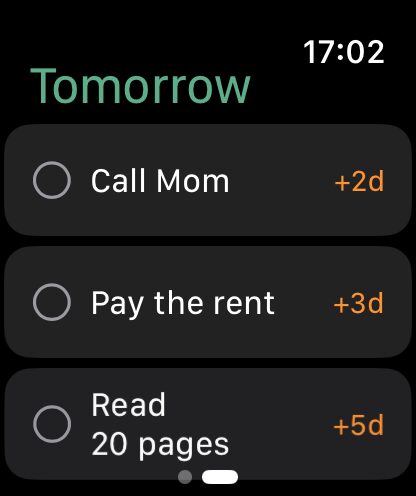 17:02
Tomorrow
Call Mom +2d
Pay the rent +3d
Read
20 pages +5d